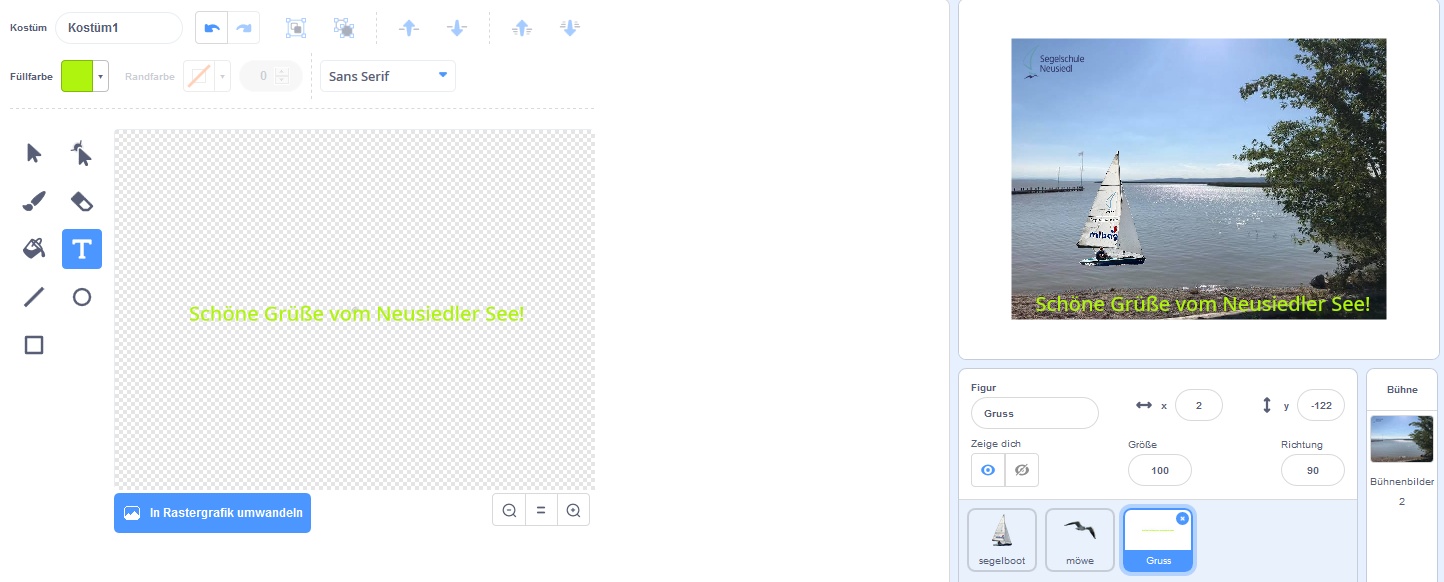 Kostüm
Kostüm1
Füllfarbe
Randfarbe
0
Sans Serif
T
Schöne Grüße vom Neusiedler See!
In Rastergrafik umwandeln
Segelschule
Neusiedl
Schöne Grüße vom Neusiedler See!
Figur
Gruss
x
2
y
-122
Zeige dich
Größe
100
Richtung
90
segelboot
möwe
Gruss
Bühne
Bühnenbilder
2